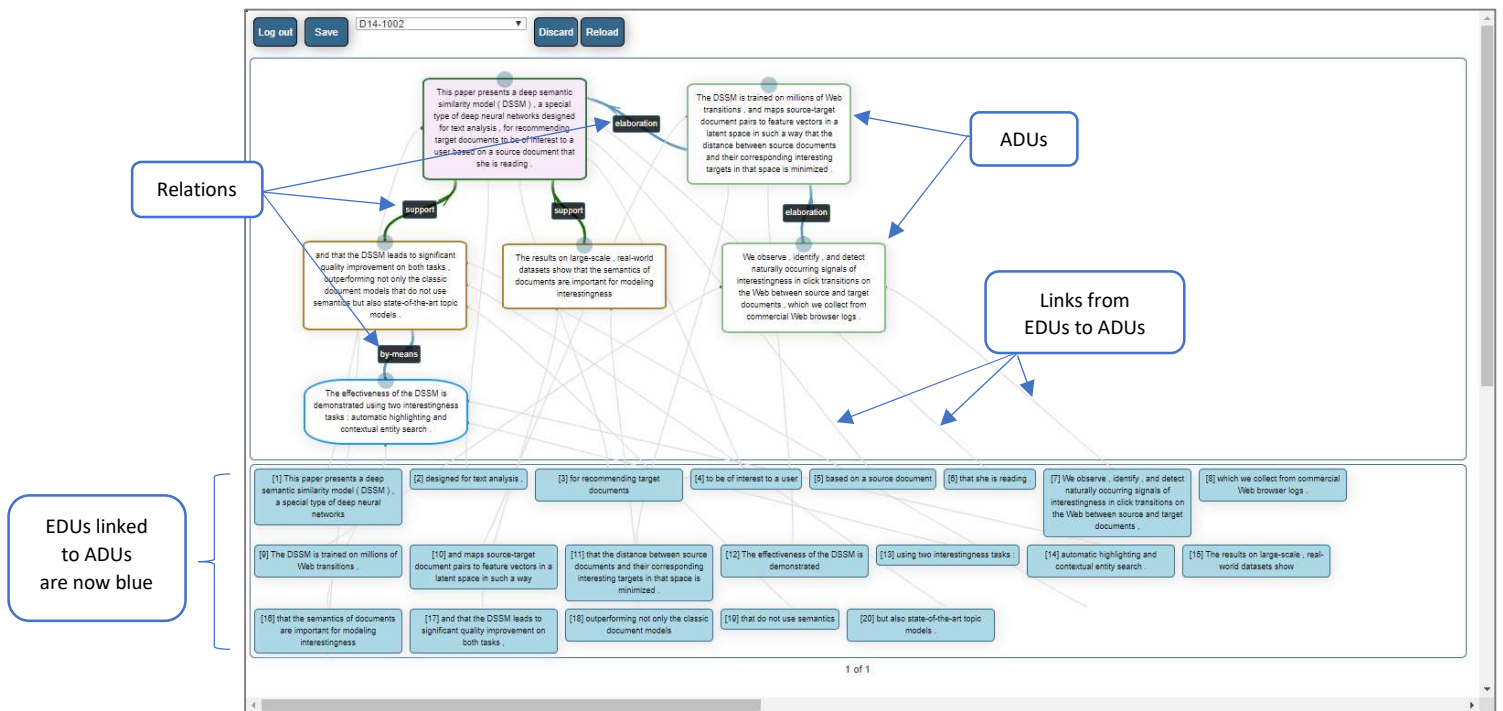 Log out
Save
D14-1002
Discard
Reload
This paper presents a deep semantic
similarity model ( DSSM ) , a special
type of deep neural networks designed
for text analysis , for recommending
target documents to be of interest to a
user based on a source document that
she is reading .
The DSSM is trained on millions of Web
transitions , and maps source-target
document pairs to feature vectors in a
latent space in such a way that the
distance between source documents
and their corresponding interesting
targets in that space is minimized .
elaboration
ADUs
Relations
support
support
elaboration
and that the DSSM leads to significant
quality improvement on both tasks ,
outperforming not only the classic
document models that do not use
semantics but also state-of-the-art topic
models .
The results on large-scale , real-world
datasets show that the semantics of
documents are important for modeling
interestingness
We observe , identify , and detect
naturally occurring signals of
interestingness in click transitions on
the Web between source and target
documents , which we collect from
commercial Web browser logs .
Links from
EDUs to ADUs
by-means
The effectiveness of the DSSM is
demonstrated using two interestingness
tasks : automatic highlighting and
contextual entity search .
EDUs linked
to ADUs
are now blue
[1] This paper presents a deep
semantic similarity model ( DSSM ) ,
a special type of deep neural
networks
[2] designed for text analysis ,
[3] for recommending target
documents
[4] to be of interest to a user
[5] based on a source document
[6] that she is reading .
[7] We observe , identify , and detect
naturally occurring signals of
interestingness in click transitions on
the Web between source and target
documents ,
[8] which we collect from commercial
Web browser logs .
[9] The DSSM is trained on millions of
Web transitions ,
[10] and maps source-target
document pairs to feature vectors in a
latent space in such a way
[11] that the distance between source
documents and their corresponding
interesting targets in that space is
minimized .
[12] The effectiveness of the DSSM is
demonstrated
[13] using two interestingness tasks :
[14] automatic highlighting and
contextual entity search .
[15] The results on large-scale , real-
world datasets show
[16] that the semantics of documents
are important for modeling
interestingness
[17] and that the DSSM leads to
significant quality improvement on
both tasks ,
[18] outperforming not only the classic
document models
[19] that do not use semantics
[20] but also state-of-the-art topic
models .
1 of 1